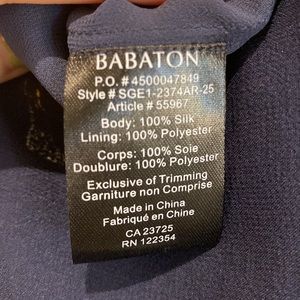 BABATON
P.O. # 4500047849
Style # SGE1-2374AR-25
Article # 55967
Body: 100% Silk
Lining: 100% Polyester
Corps: 100% Soie
Doublure: 100% Polyester
Exclusive of Trimming
Garniture non Comprise
Made in China
Fabriqué en Chine
CA 23725
RN 122354